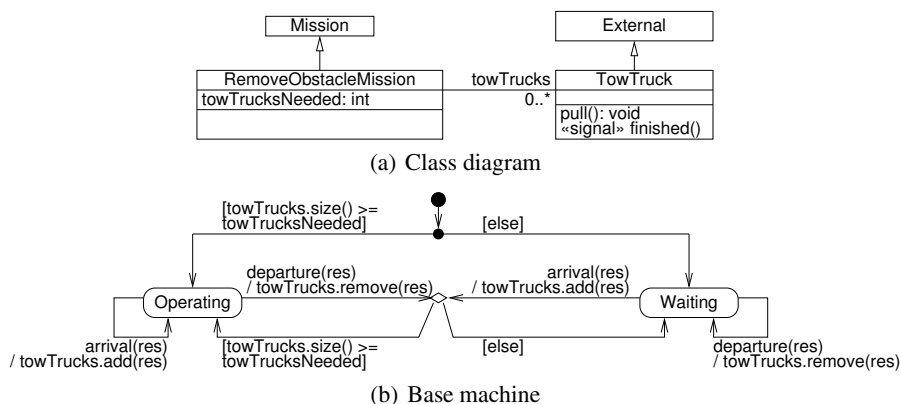 Mission
External
RemoveObstacleMission
towTrucksNeeded: int
towTrucks
0..*
TowTruck
pull(): void
«signal» finished()
(a) Class diagram
[towTrucks.size() >=
towTrucksNeeded]
[else]
departure(res)
/ towTrucks.remove(res)
arrival(res)
/ towTrucks.add(res)
Operating
Waiting
arrival(res)
/ towTrucks.add(res)
[towTrucks.size() >=
towTrucksNeeded]
[else]
departure(res)
/ towTrucks.remove(res)
(b) Base machine